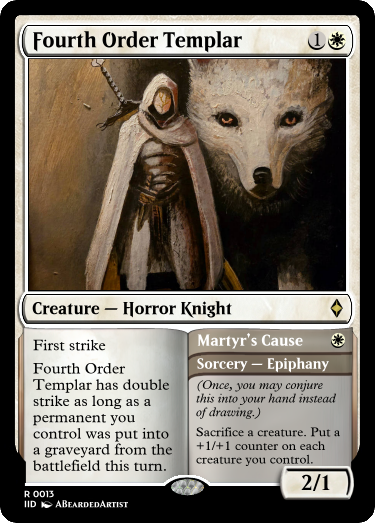 Fourth Order Templar 1
Creature — Horror Knight
First strike
Fourth Order
Templar has double
strike as long as a
permanent you
control was put into
a graveyard from the
battlefield this turn.
Martyr's Cause
Sorcery — Epiphany
(Once, you may conjure
this into your hand instead
of drawing.)
Sacrifice a creature. Put a
+1/+1 counter on each
creature you control.
2/1
R 0013
IID ABeardedArtist